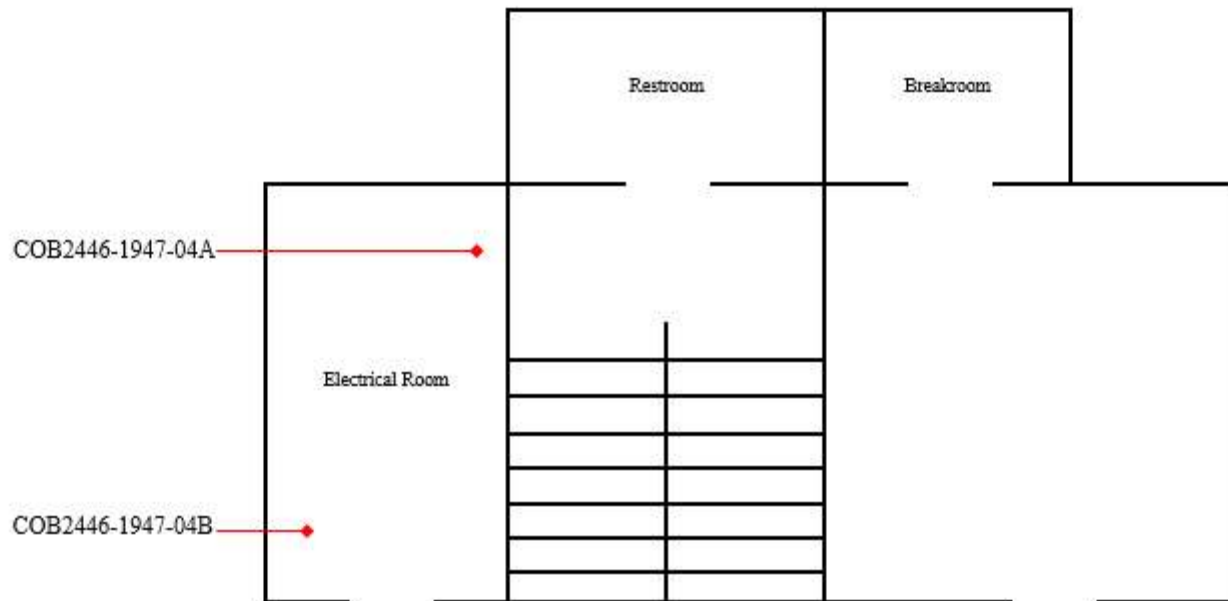 Restroom
Breakroom
COB2446-1947-04A
Electrical Room
COB2446-1947-04B